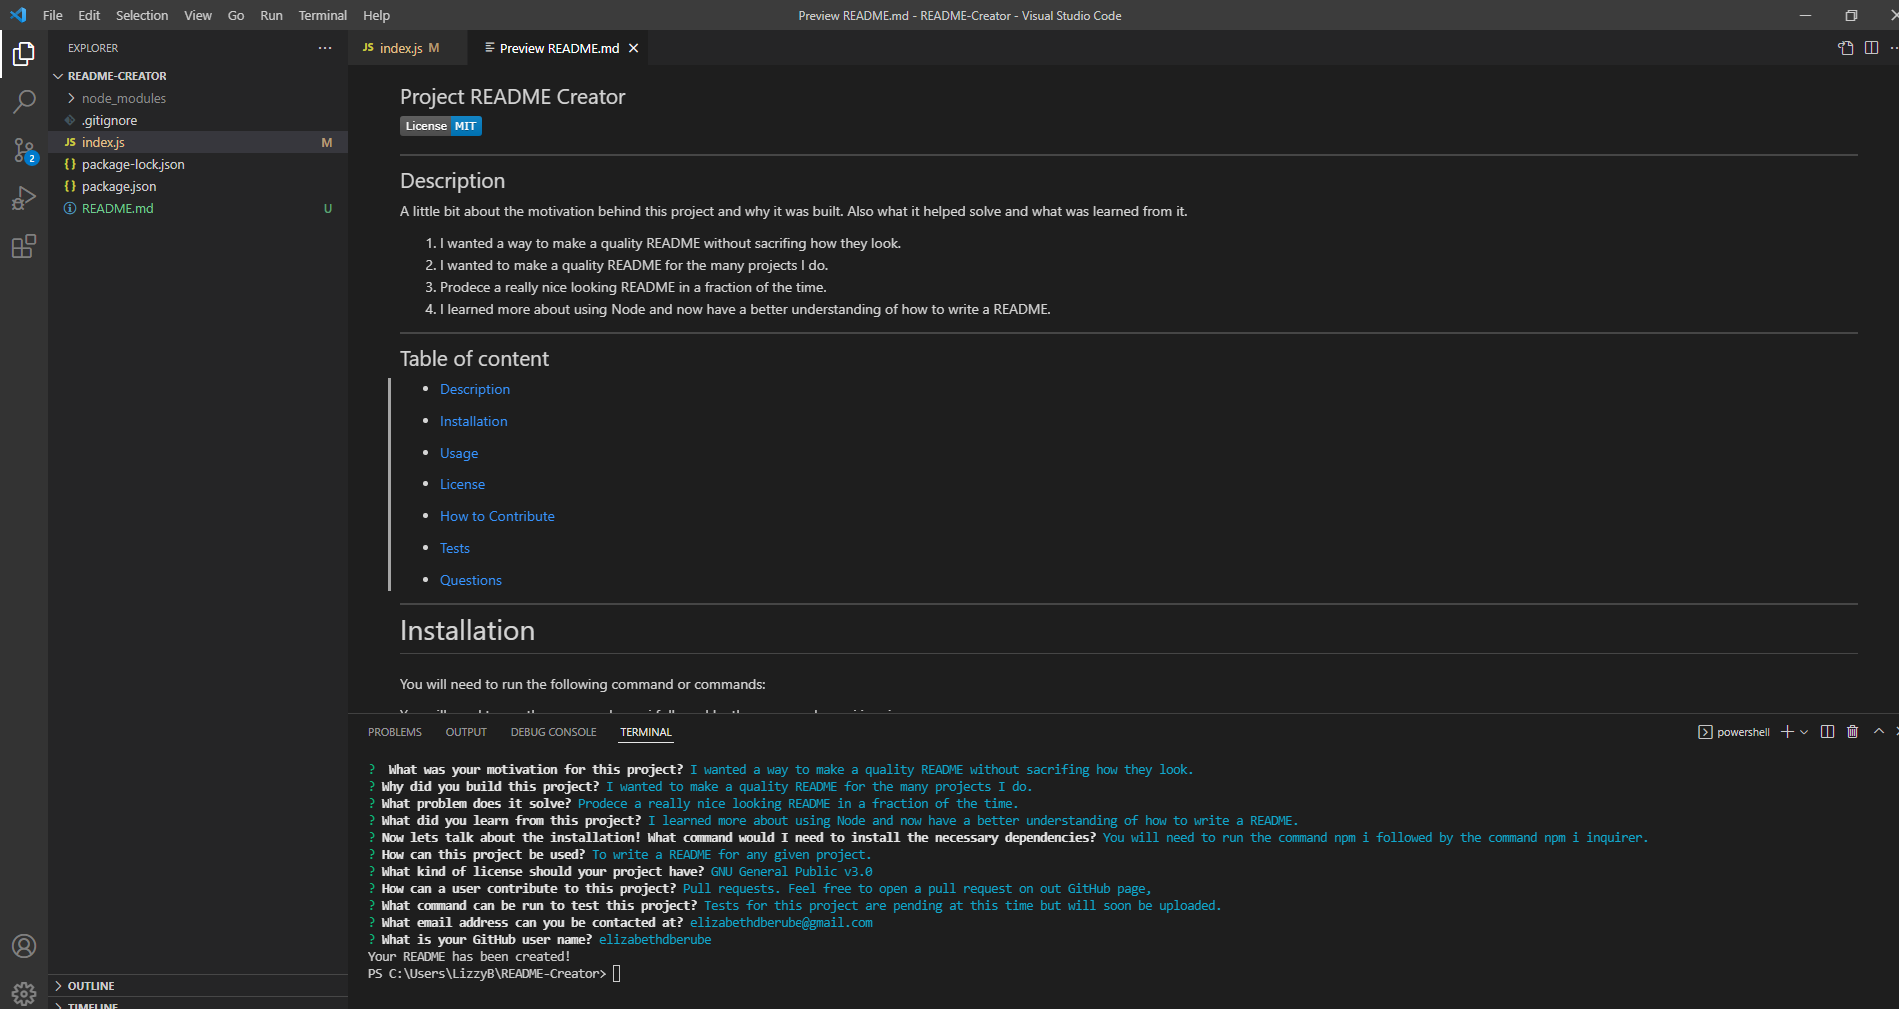 File Edit Selection View Go Run Terminal Help
Preview README.md - README-Creator - Visual Studio Code
EXPLORER
README-CREATOR
node_modules
.gitignore
JS index.js M
{} package-lock.json
{} package.json
README.md U
2
OUTLINE
TIMELINE
JS index.js M
Preview README.md
Project README Creator
License MIT
Description
A little bit about the motivation behind this project and why it was built. Also what it helped solve and what was learned from it.
1. I wanted a way to make a quality README without sacrifing how they look.
2. I wanted to make a quality README for the many projects I do.
3. Prodece a really nice looking README in a fraction of the time.
4. I learned more about using Node and now have a better understanding of how to write a README.
Table of content
• Description
• Installation
• Usage
• License
• How to Contribute
• Tests
• Questions
Installation
You will need to run the following command or commands:
PROBLEMS OUTPUT DEBUG CONSOLE TERMINAL
powershell
? What was your motivation for this project? I wanted a way to make a quality README without sacrifing how they look.
? Why did you build this project? I wanted to make a quality README for the many projects I do.
? What problem does it solve? Prodece a really nice looking README in a fraction of the time.
? What did you learn from this project? I learned more about using Node and now have a better understanding of how to write a README.
? Now lets talk about the installation! What command would I need to install the necessary dependencies? You will need to run the command npm i followed by the command npm i inquirer.
? How can this project be used? To write a README for any given project.
? What kind of license should your project have? GNU General Public v3.0
? How can a user contribute to this project? Pull requests. Feel free to open a pull request on out GitHub page,
? What command can be run to test this project? Tests for this project are pending at this time but will soon be uploaded.
? What email address can you be contacted at? elizabethdberube@gmail.com
? What is your GitHub user name? elizabethdberube
Your README has been created!
PS C:\Users\LizzyB\README-Creator>